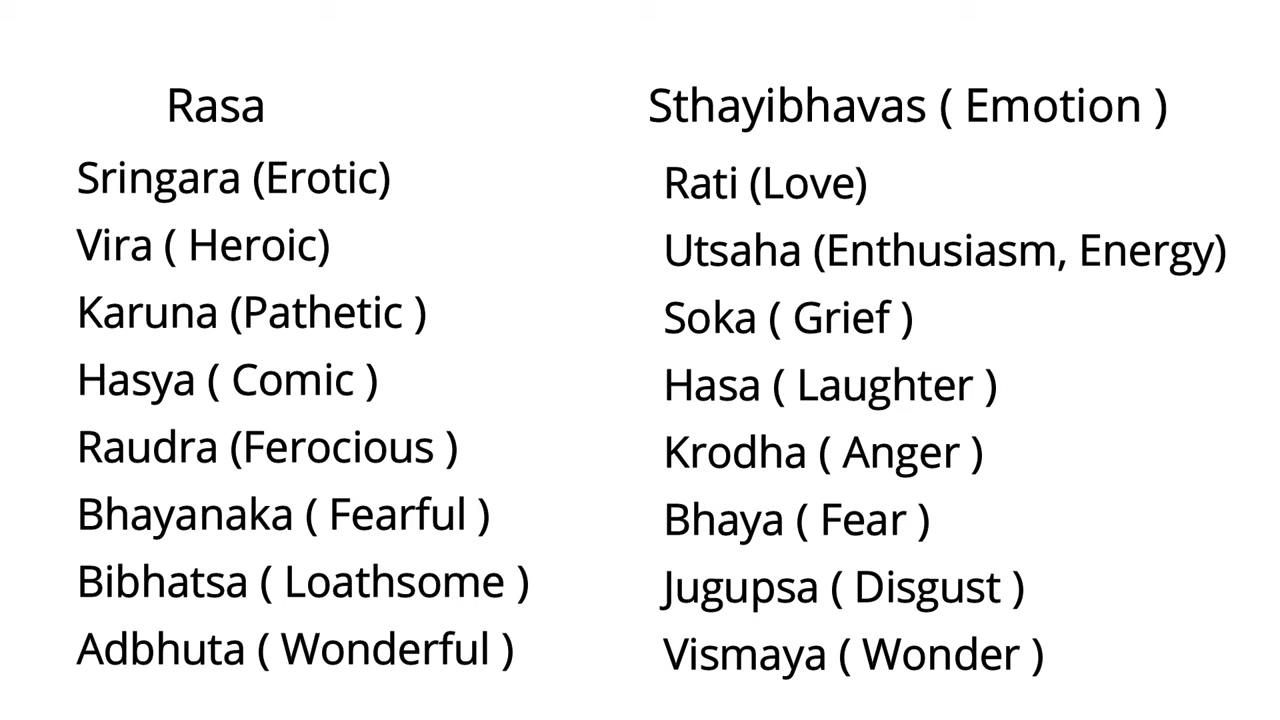 Rasa Sthayibhavas ( Emotion )
Sringara (Erotic) Rati (Love)
Vira ( Heroic) Utsaha (Enthusiasm, Energy)
Karuna (Pathetic ) Soka ( Grief )
Hasya ( Comic ) Hasa ( Laughter )
Raudra (Ferocious ) Krodha ( Anger )
Bhayanaka ( Fearful ) Bhaya ( Fear )
Bibhatsa ( Loathsome ) Jugupsa ( Disgust )
Adbhuta ( Wonderful ) Vismaya ( Wonder )